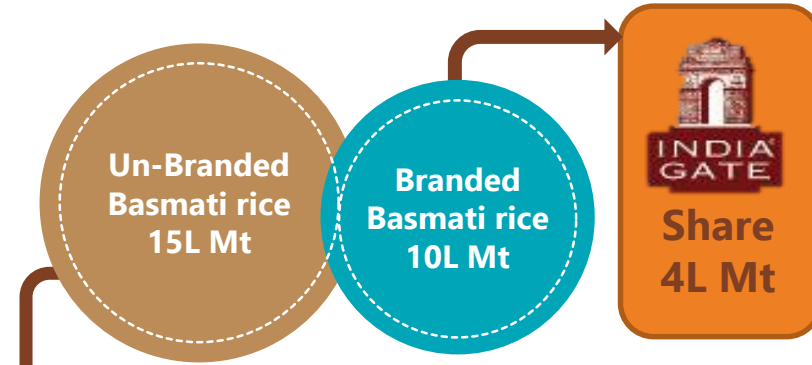 Un-Branded
Basmati rice
15L Mt
Branded
Basmati rice
10L Mt
INDIA
GATE
Share
4L Mt